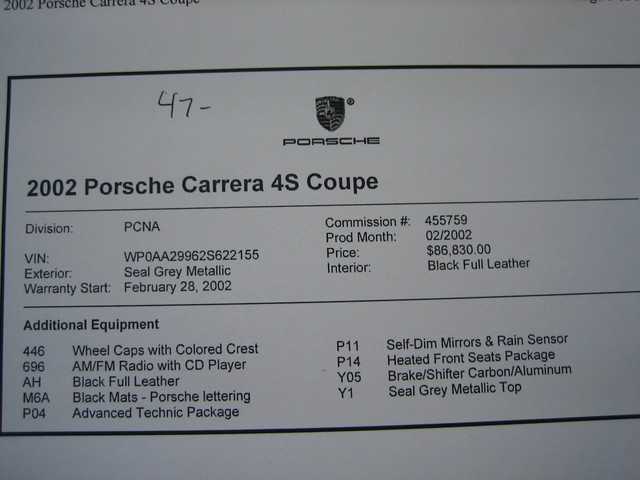 2002 Porsche Carrera 4S Coupe
47-
PORSCHE
2002 Porsche Carrera 4S Coupe
Division: PCNA
VIN: WP0AA29962S622155
Exterior: Seal Grey Metallic
Warranty Start: February 28, 2002
Commission #: 455759
Prod Month: 02/2002
Price: $86,830.00
Interior: Black Full Leather
Additional Equipment
446 Wheel Caps with Colored Crest
696 AM/FM Radio with CD Player
AH Black Full Leather
M6A Black Mats - Porsche lettering
P04 Advanced Technic Package
P11 Self-Dim Mirrors & Rain Sensor
P14 Heated Front Seats Package
Y05 Brake/Shifter Carbon/Aluminum
Y1 Seal Grey Metallic Top